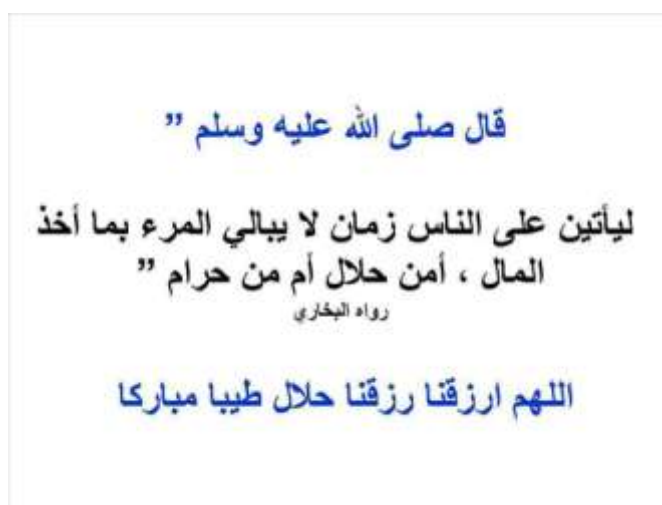 قال صلى الله عليه وسلم ”
ليأتين على الناس زمان لا يبالي المرء بما أخذ
المال ، أمن حلال أم من حرام ”
رواه البخاري
اللهم ارزقنا رزقنا حلال طيبا مباركا